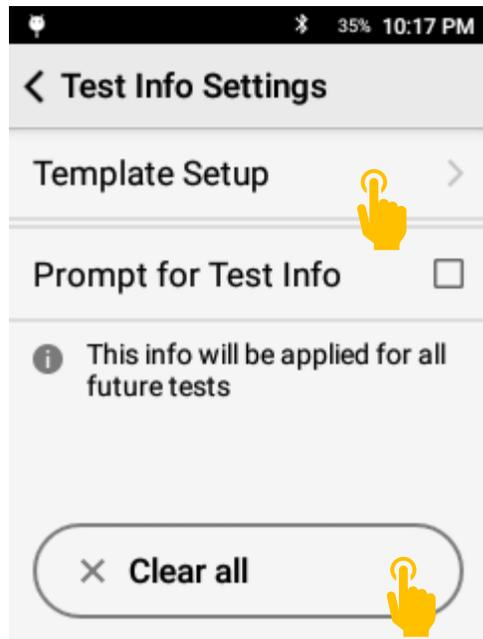 35% 10:17 PM
Test Info Settings
Template Setup
Prompt for Test Info
This info will be applied for all
future tests
Clear all